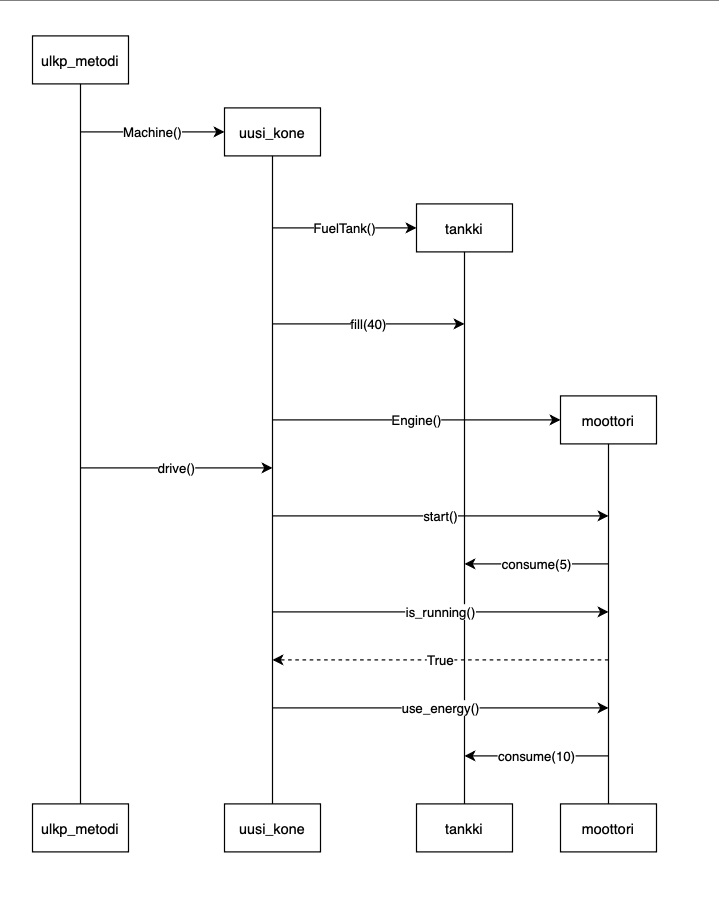 ulkp_metodi
Machine()
uusi_kone
FuelTank()
tankki
fill(40)
Engine()
moottori
drive()
start()
consume(5)
is_running()
True
use_energy()
consume(10)
ulkp_metodi
uusi_kone
tankki
moottori